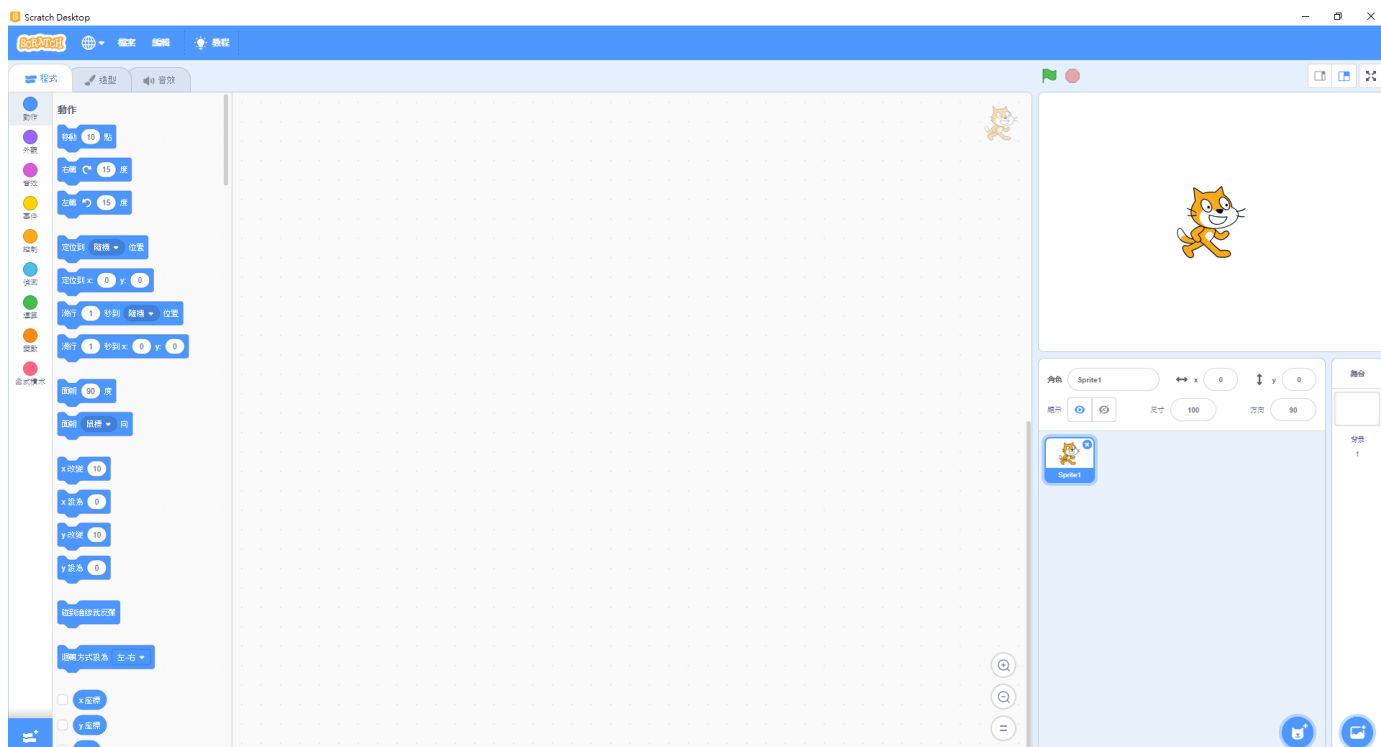 Scratch Desktop
SCRATCH 檔案 編輯 教程
程式 造型 音效
動作
動作
外觀
音效
事件
控制
偵測
運算
變數
函式積木
移動 10 點
右轉 15 度
左轉 15 度
定位到 隨機 位置
定位到 x: 0 y: 0
滑行 1 秒到 隨機 位置
滑行 1 秒到 x: 0 y: 0
面朝 90 度
面朝 鼠標 向
x 改變 10
x 設為 0
y 改變 10
y 設為 0
碰到邊緣就反彈
迴轉方式設為 左-右
x 座標
y 座標
角色 Sprite1 x 0 y 0
顯示 尺寸 100 方向 90
Sprite1
舞台
背景
1